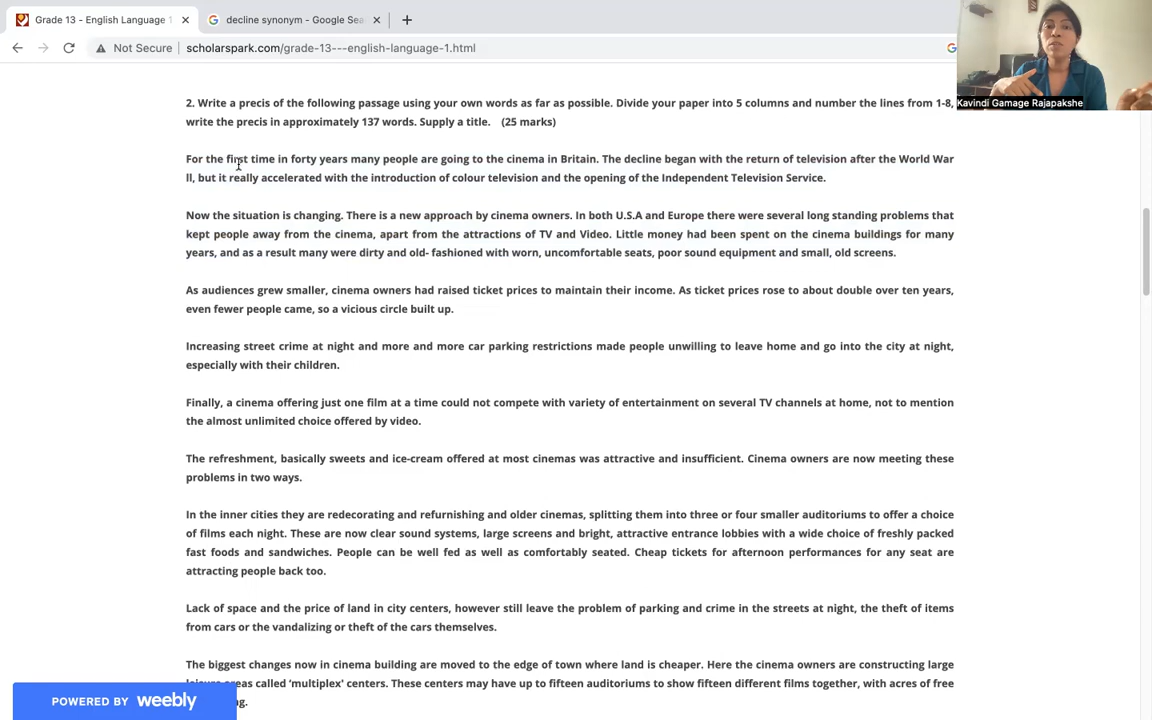 Grade 13 - English Language 1
decline synonym - Google Sea
Not Secure
scholarspark.com/grade-13---english-language-1.html
Kavindi Gamage Rajapakshe
2. Write a precis of the following passage using your own words as far as possible. Divide your paper into 5 columns and number the lines from 1-8,
write the precis in approximately 137 words. Supply a title. (25 marks)
For the first time in forty years many people are going to the cinema in Britain. The decline began with the return of television after the World War
II, but it really accelerated with the introduction of colour television and the opening of the Independent Television Service.
Now the situation is changing. There is a new approach by cinema owners. In both U.S.A and Europe there were several long standing problems that
kept people away from the cinema, apart from the attractions of TV and Video. Little money had been spent on the cinema buildings for many
years, and as a result many were dirty and old- fashioned with worn, uncomfortable seats, poor sound equipment and small, old screens.
As audiences grew smaller, cinema owners had raised ticket prices to maintain their income. As ticket prices rose to about double over ten years,
even fewer people came, so a vicious circle built up.
Increasing street crime at night and more and more car parking restrictions made people unwilling to leave home and go into the city at night,
especially with their children.
Finally, a cinema offering just one film at a time could not compete with variety of entertainment on several TV channels at home, not to mention
the almost unlimited choice offered by video.
The refreshment, basically sweets and ice-cream offered at most cinemas was attractive and insufficient. Cinema owners are now meeting these
problems in two ways.
In the inner cities they are redecorating and refurnishing and older cinemas, splitting them into three or four smaller auditoriums to offer a choice
of films each night. These are now clear sound systems, large screens and bright, attractive entrance lobbies with a wide choice of freshly packed
fast foods and sandwiches. People can be well fed as well as comfortably seated. Cheap tickets for afternoon performances for any seat are
attracting people back too.
Lack of space and the price of land in city centers, however still leave the problem of parking and crime in the streets at night, the theft of items
from cars or the vandalizing or theft of the cars themselves.
The biggest changes now in cinema building are moved to the edge of town where land is cheaper. Here the cinema owners are constructing large
areas called 'multiplex' centers. These centers may have up to fifteen auditoriums to show fifteen different films together, with acres of free
POWERED BY weebly